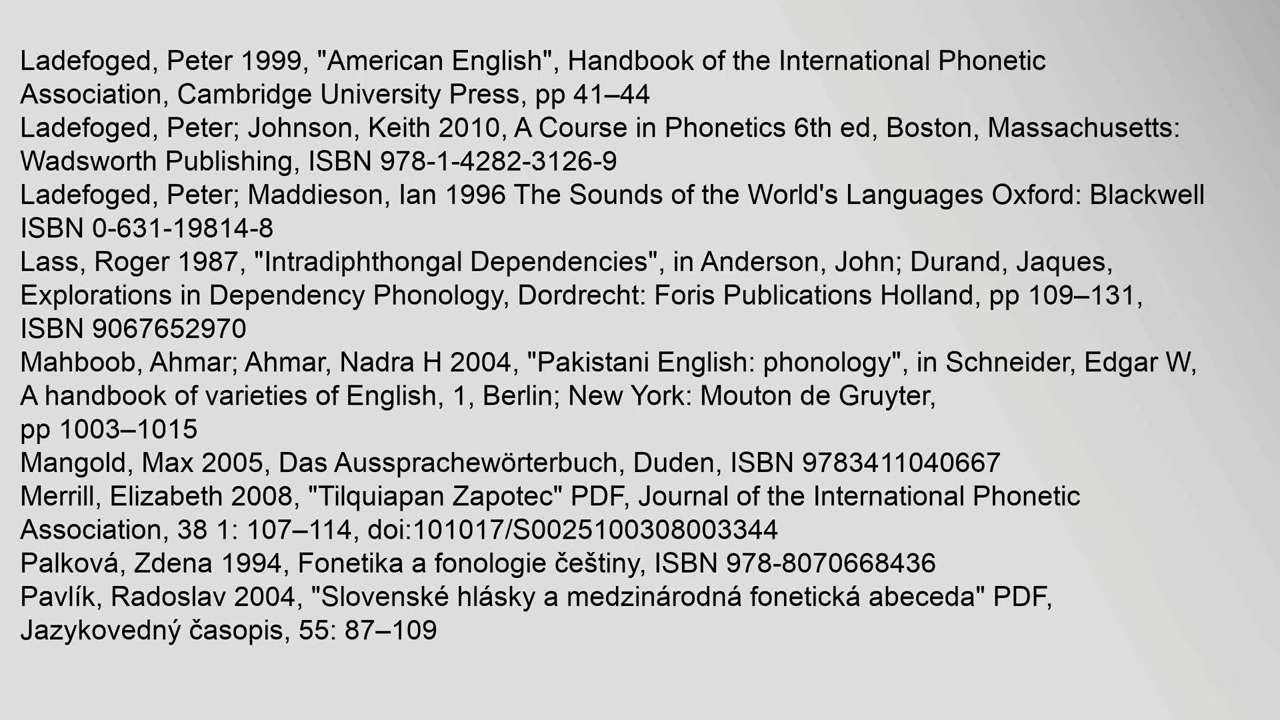 Ladefoged, Peter 1999, "American English", Handbook of the International Phonetic
Association, Cambridge University Press, pp 41–44
Ladefoged, Peter; Johnson, Keith 2010, A Course in Phonetics 6th ed, Boston, Massachusetts:
Wadsworth Publishing, ISBN 978-1-4282-3126-9
Ladefoged, Peter; Maddieson, Ian 1996 The Sounds of the World's Languages Oxford: Blackwell
ISBN 0-631-19814-8
Lass, Roger 1987, "Intradiphthongal Dependencies", in Anderson, John; Durand, Jaques,
Explorations in Dependency Phonology, Dordrecht: Foris Publications Holland, pp 109–131,
ISBN 9067652970
Mahboob, Ahmar; Ahmar, Nadra H 2004, "Pakistani English: phonology", in Schneider, Edgar W,
A handbook of varieties of English, 1, Berlin; New York: Mouton de Gruyter,
pp 1003–1015
Mangold, Max 2005, Das Aussprachewörterbuch, Duden, ISBN 9783411040667
Merrill, Elizabeth 2008, "Tilquiapan Zapotec" PDF, Journal of the International Phonetic
Association, 38 1: 107–114, doi:101017/S0025100308003344
Palková, Zdena 1994, Fonetika a fonologie češtiny, ISBN 978-8070668436
Pavlík, Radoslav 2004, "Slovenské hlásky a medzinárodná fonetická abeceda" PDF,
Jazykovedný časopis, 55: 87–109